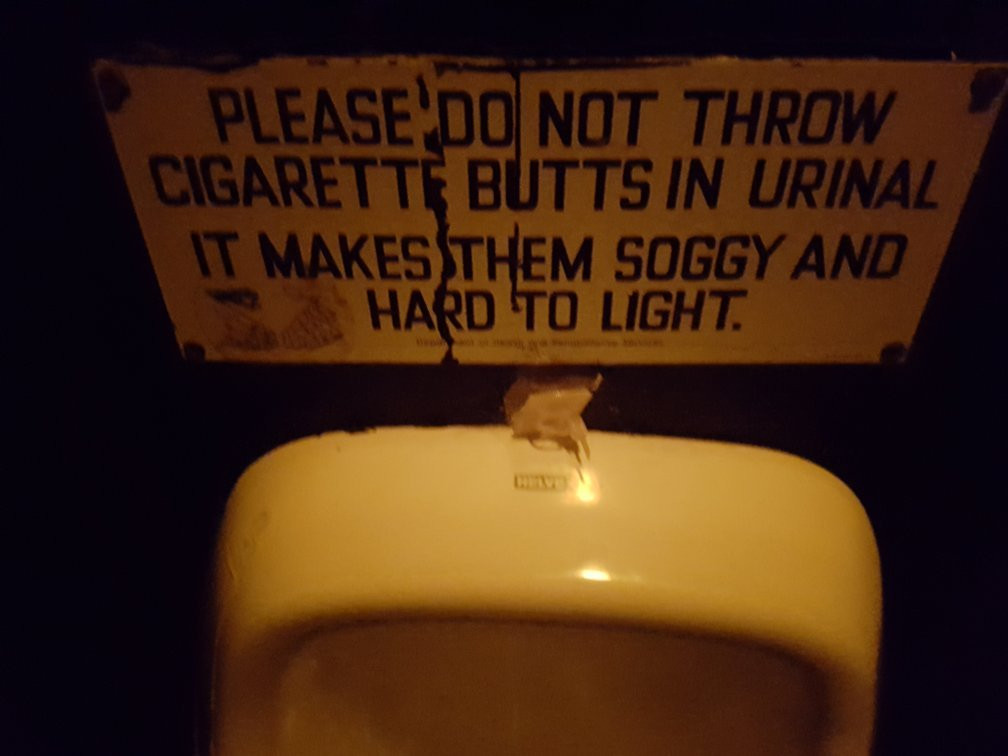 PLEASE DO NOT THROW
CIGARETTE BUTTS IN URINAL
IT MAKES THEM SOGGY AND
HARD TO LIGHT.